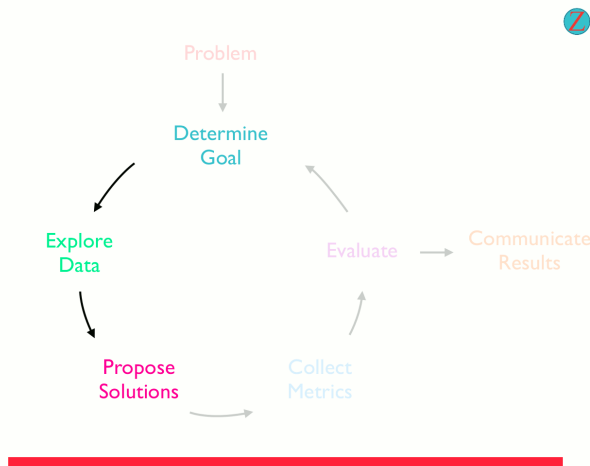 Z
Problem
Determine
Goal
Explore
Data
Evaluate
Communicate
Results
Propose
Solutions
Collect
Metrics